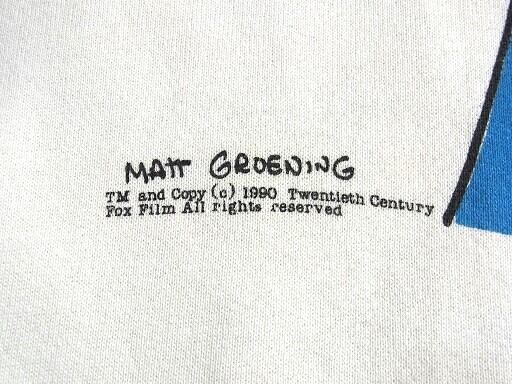 MATT GROENING
TM and Copy (c) 1990 Twentieth Century
Fox Film All rights reserved